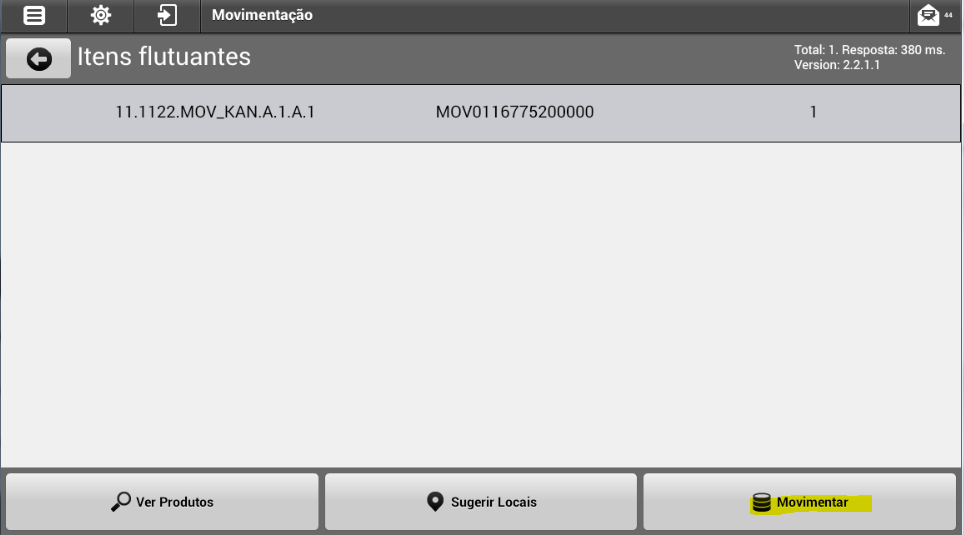 Movimentação
44
Itens flutuantes
Total: 1. Resposta: 380 ms.
Version: 2.2.1.1
11.1122.MOV_KAN.A.1.A.1 MOV0116775200000 1
Ver Produtos Sugerir Locais Movimentar